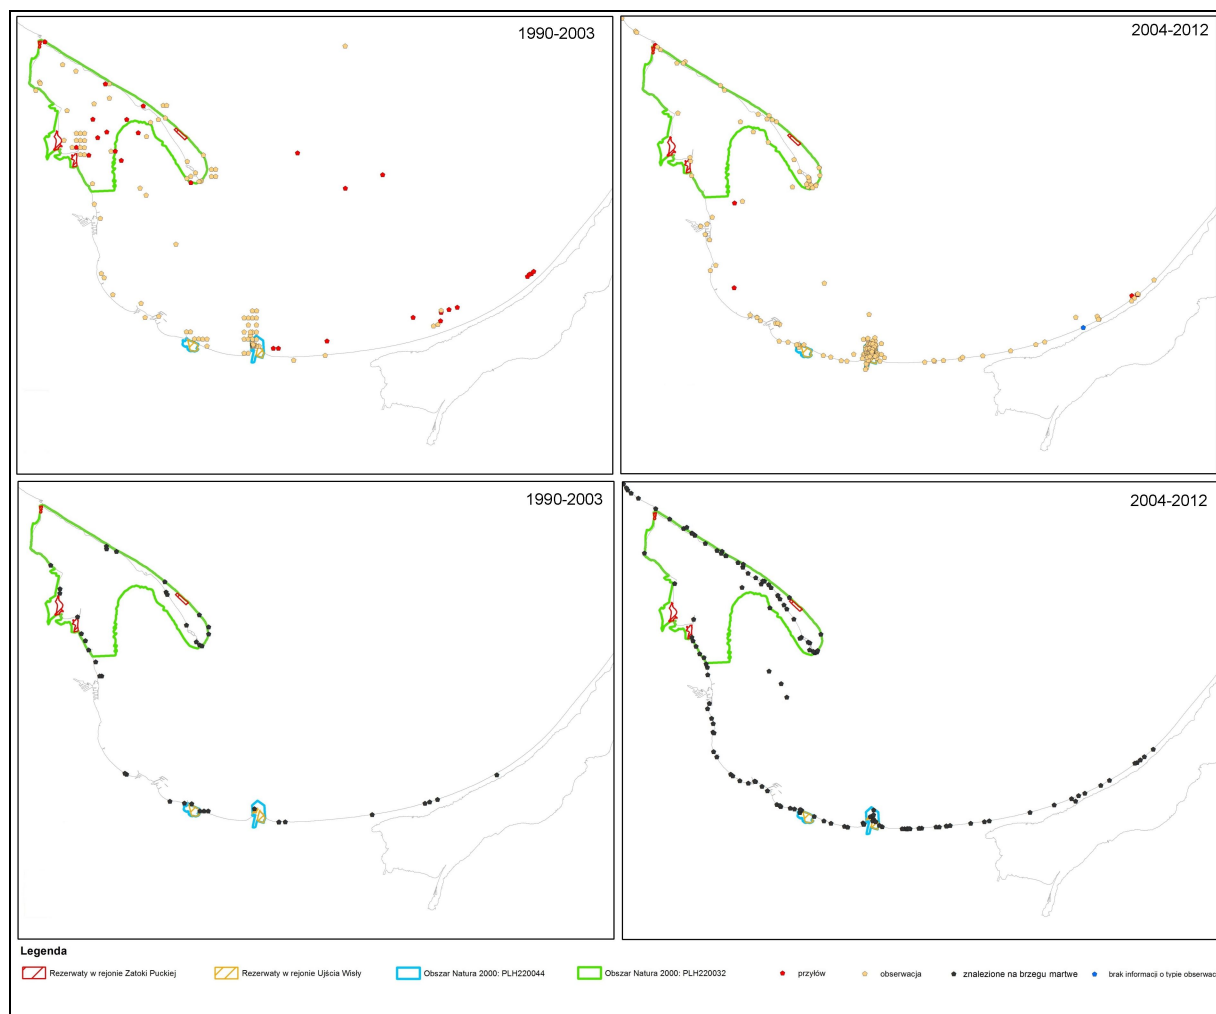 1990-2003
2004-2012
1990-2003
2004-2012
Legenda
Rezerwaty w rejonie Zatoki Puckiej
Rezerwaty w rejonie Ujścia Wisły
Obszar Natura 2000: PLH220044
Obszar Natura 2000: PLH220032
przyłów
obserwacja
znalezione na brzegu martwe
brak informacji o typie obserwac